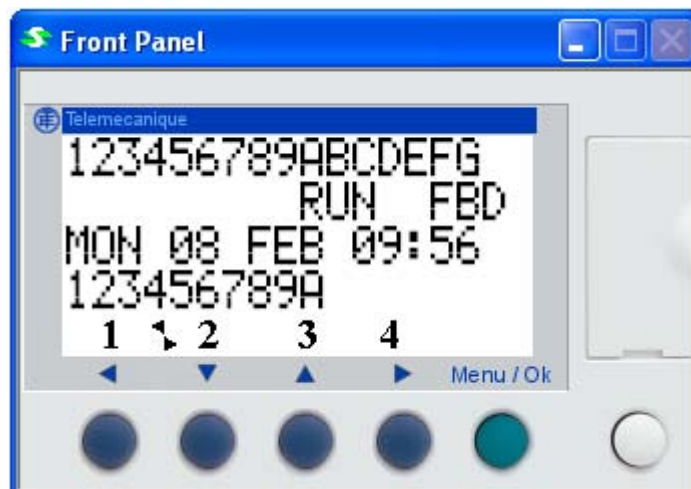 Front Panel
Telemecanique
123456789ABCDEFG
RUN FBD
MON 08 FEB 09:56
123456789A
1 2 3 4
Menu / Ok